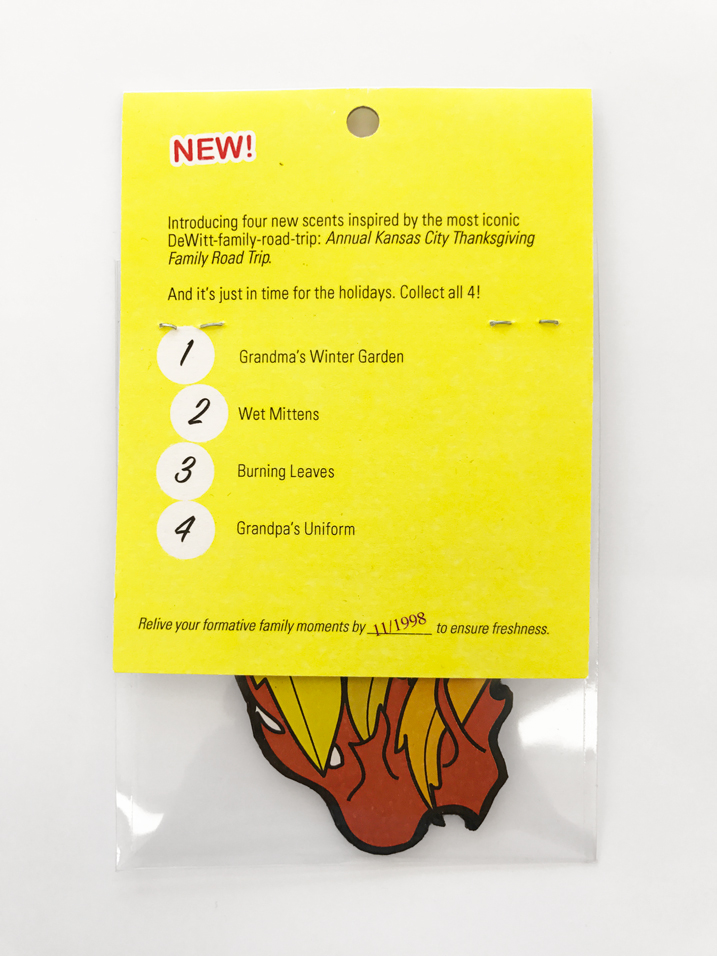 NEW!
Introducing four new scents inspired by the most iconic
DeWitt-family-road-trip: Annual Kansas City Thanksgiving
Family Road Trip.
And it's just in time for the holidays. Collect all 4!
1 Grandma's Winter Garden
2 Wet Mittens
3 Burning Leaves
4 Grandpa's Uniform
Relive your formative family moments by 11/1998 to ensure freshness.